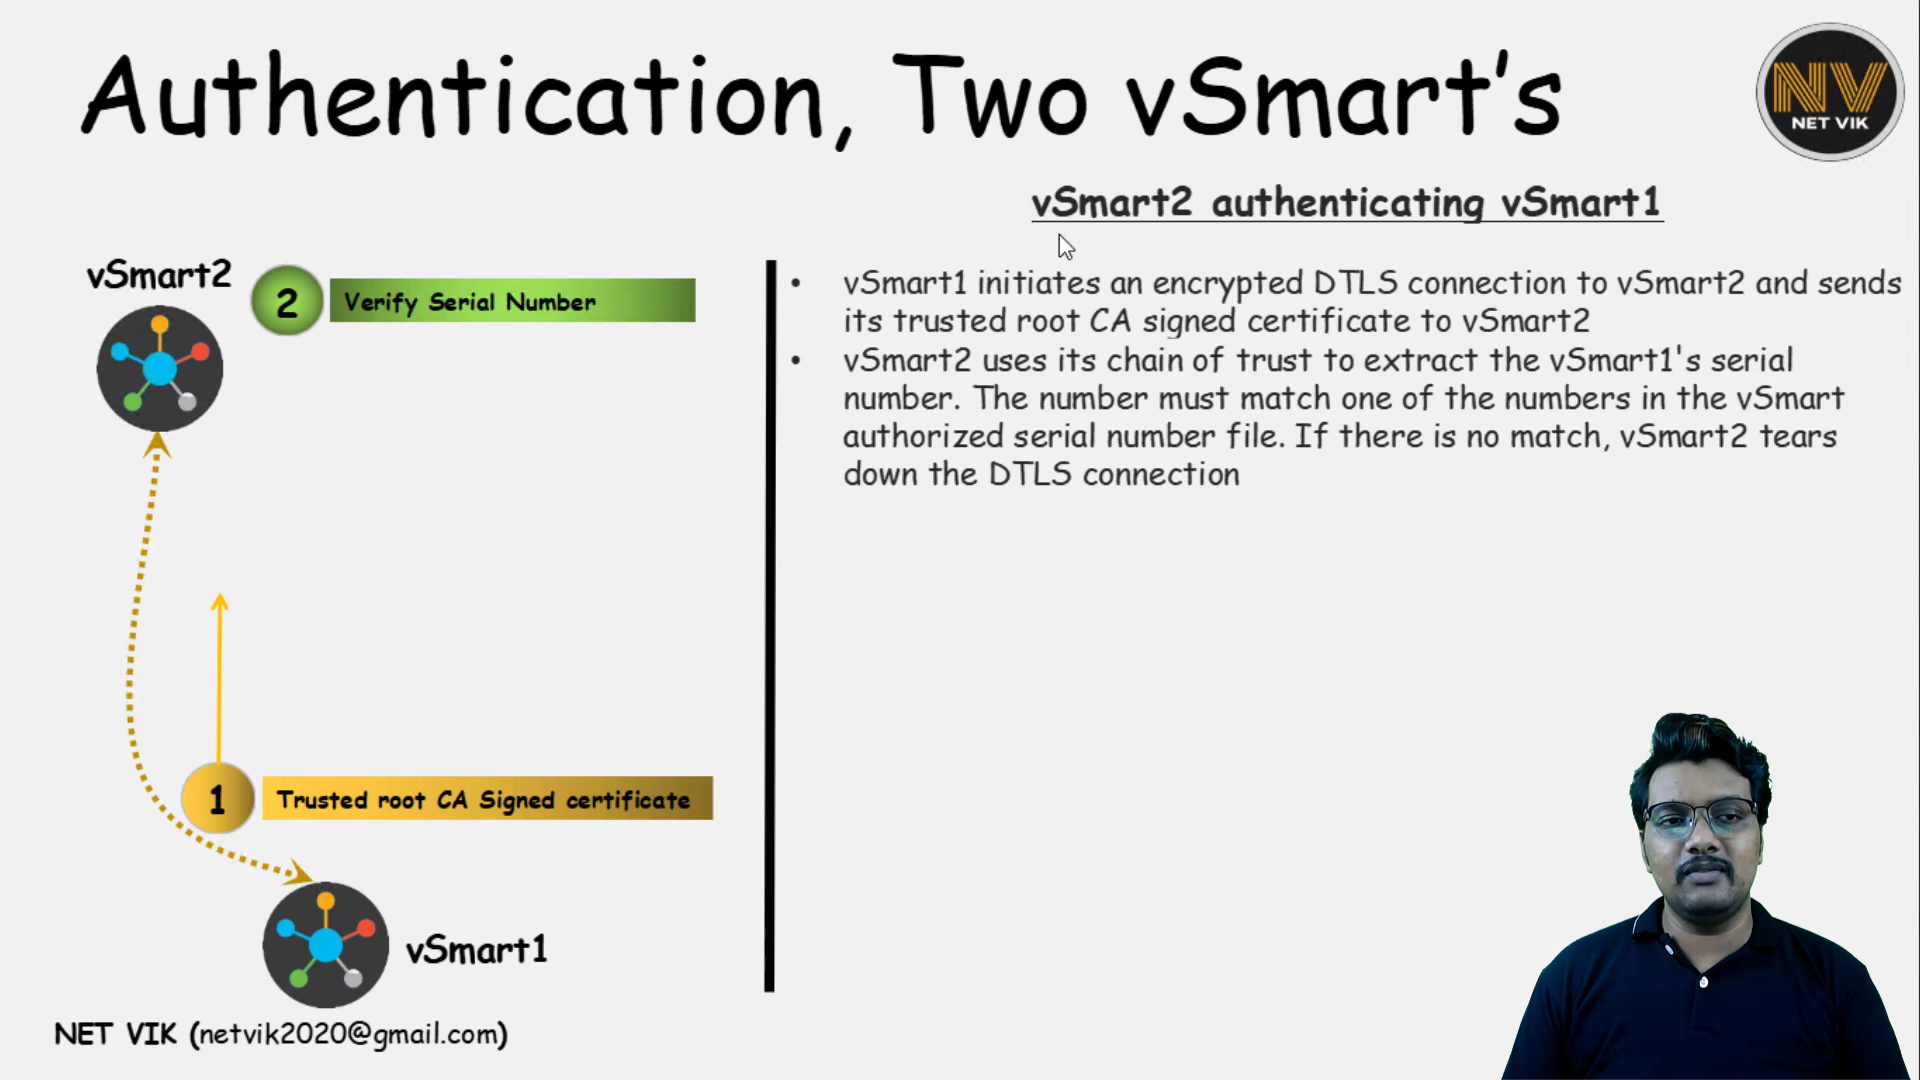 Authentication, Two vSmart's
NV
NET VIK
vSmart2 authenticating vSmart1
vSmart2
2
Verify Serial Number
• vSmart1 initiates an encrypted DTLS connection to vSmart2 and sends
its trusted root CA signed certificate to vSmart2
• vSmart2 uses its chain of trust to extract the vSmart1's serial
number. The number must match one of the numbers in the vSmart
authorized serial number file. If there is no match, vSmart2 tears
down the DTLS connection
1
Trusted root CA Signed certificate
vSmart1
NET VIK (netvik2020@gmail.com)